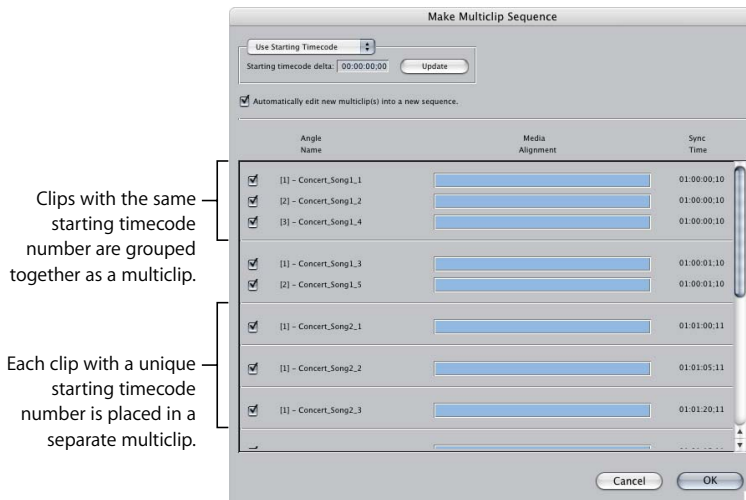 Make Multiclip Sequence
Use Starting Timecode
Starting timecode delta: 00:00:00;00 Update
Automatically edit new multiclip(s) into a new sequence.
Angle Name Media Alignment Sync Time
[1] – Concert_Song1_1 01:00:00;10
[2] – Concert_Song1_2 01:00:00;10
[3] – Concert_Song1_4 01:00:00;10
[1] – Concert_Song1_3 01:00:01;10
[2] – Concert_Song1_5 01:00:01;10
[1] – Concert_Song2_1 01:01:00;11
[1] – Concert_Song2_2 01:01:05;11
[1] – Concert_Song2_3 01:01:20;11
Cancel OK
Clips with the same
starting timecode
number are grouped
together as a multiclip.
Each clip with a unique
starting timecode
number is placed in a
separate multiclip.